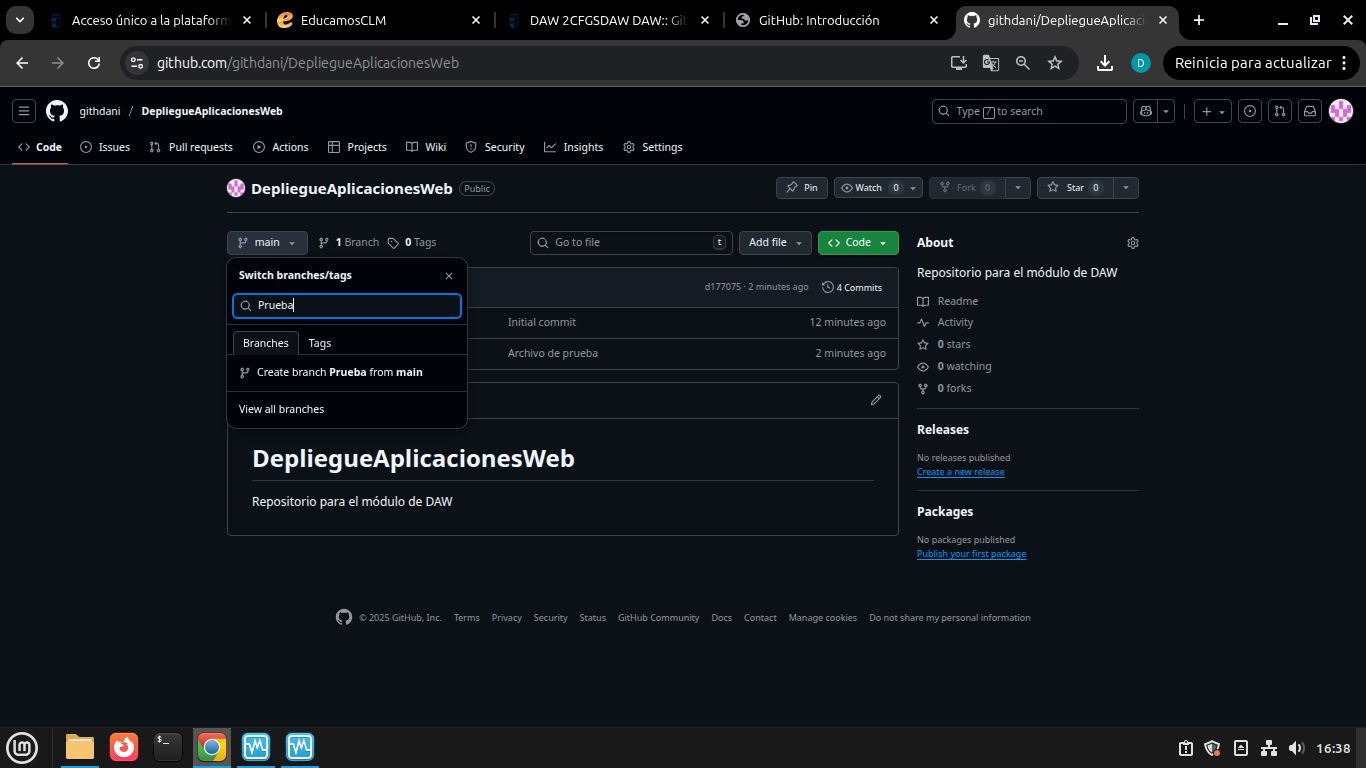 Acceso único a la plataform
EducamosCLM
DAW 2CFGSDAW DAW:: Git
GitHub: Introducción
githdani/DepliegueAplicaci
github.com/githdani/DepliegueAplicacionesWeb
D
Reinicia para actualizar
githdani / DepliegueAplicacionesWeb
Type / to search
Code
Issues
Pull requests
Actions
Projects
Wiki
Security
Insights
Settings
DepliegueAplicacionesWeb
Public
Pin
Watch 0
Fork 0
Star 0
main
1 Branch
0 Tags
Go to file
t
Add file
Code
Switch branches/tags
Prueba
Branches
Tags
Create branch Prueba from main
View all branches
d177075 · 2 minutes ago
4 Commits
Initial commit
12 minutes ago
Archivo de prueba
2 minutes ago
DepliegueAplicacionesWeb
Repositorio para el módulo de DAW
About
Repositorio para el módulo de DAW
Readme
Activity
0 stars
0 watching
0 forks
Releases
No releases published
Create a new release
Packages
No packages published
Publish your first package
© 2025 GitHub, Inc.
Terms
Privacy
Security
Status
GitHub Community
Docs
Contact
Manage cookies
Do not share my personal information
16:38